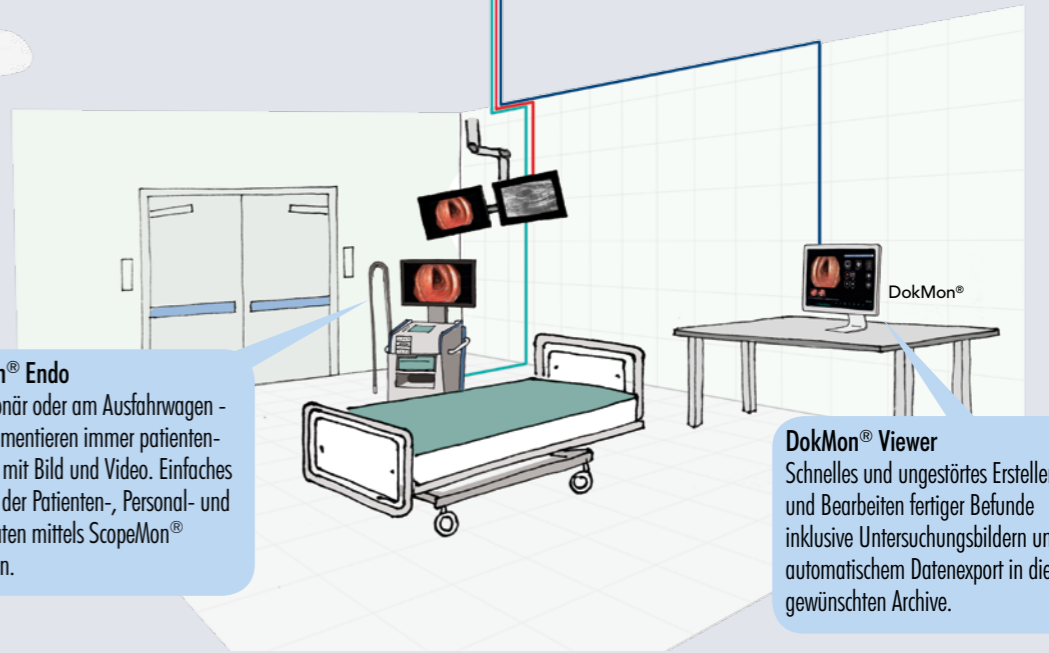 DokMon®
n® Endo
onär oder am Ausfahrwagen -
mentieren immer patienten-
mit Bild und Video. Einfaches
der Patienten-, Personal- und
aten mittels ScopeMon®
n.
DokMon® Viewer
Schnelles und ungestörtes Erstellen
und Bearbeiten fertiger Befunde
inklusive Untersuchungsbildern un
automatischem Datenexport in die
gewünschten Archive.